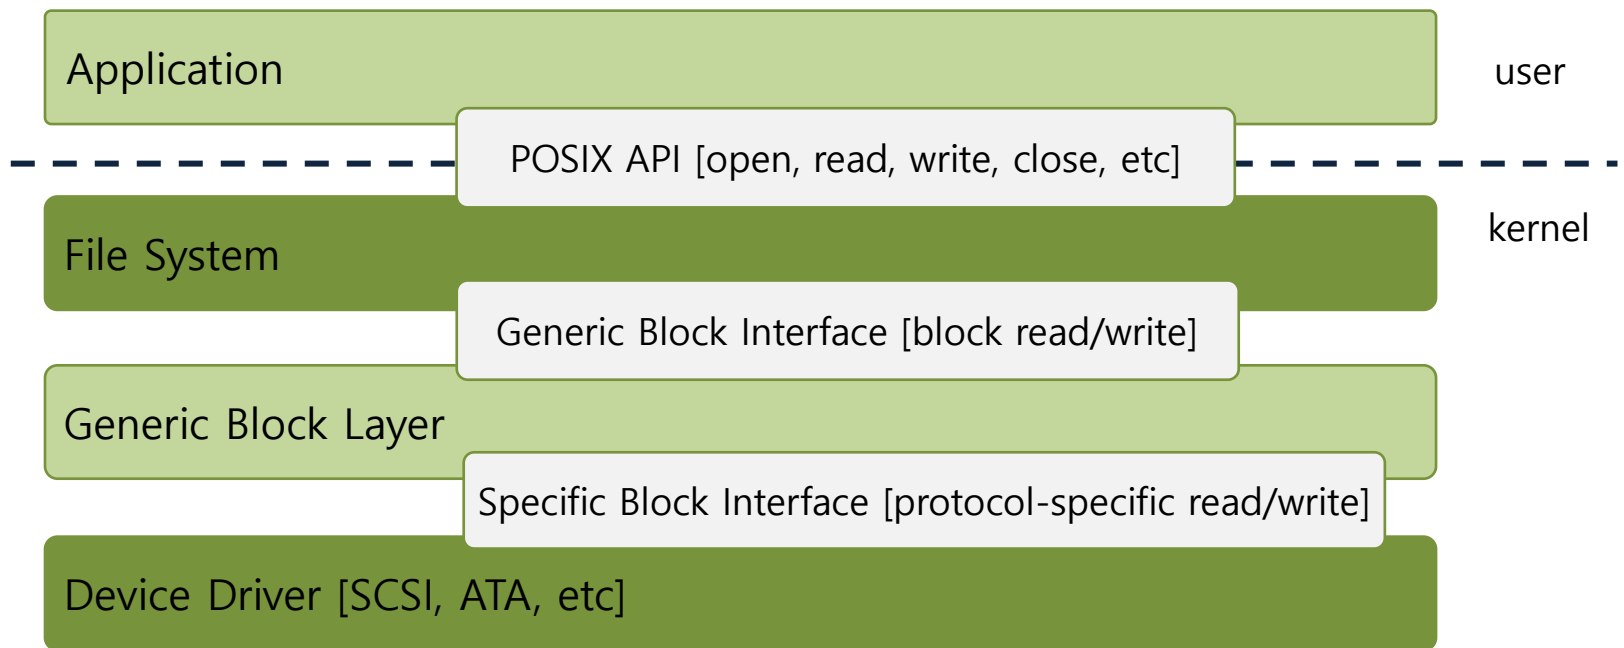 Application
user
POSIX API [open, read, write, close, etc]
kernel
File System
Generic Block Interface [block read/write]
Generic Block Layer
Specific Block Interface [protocol-specific read/write]
Device Driver [SCSI, ATA, etc]